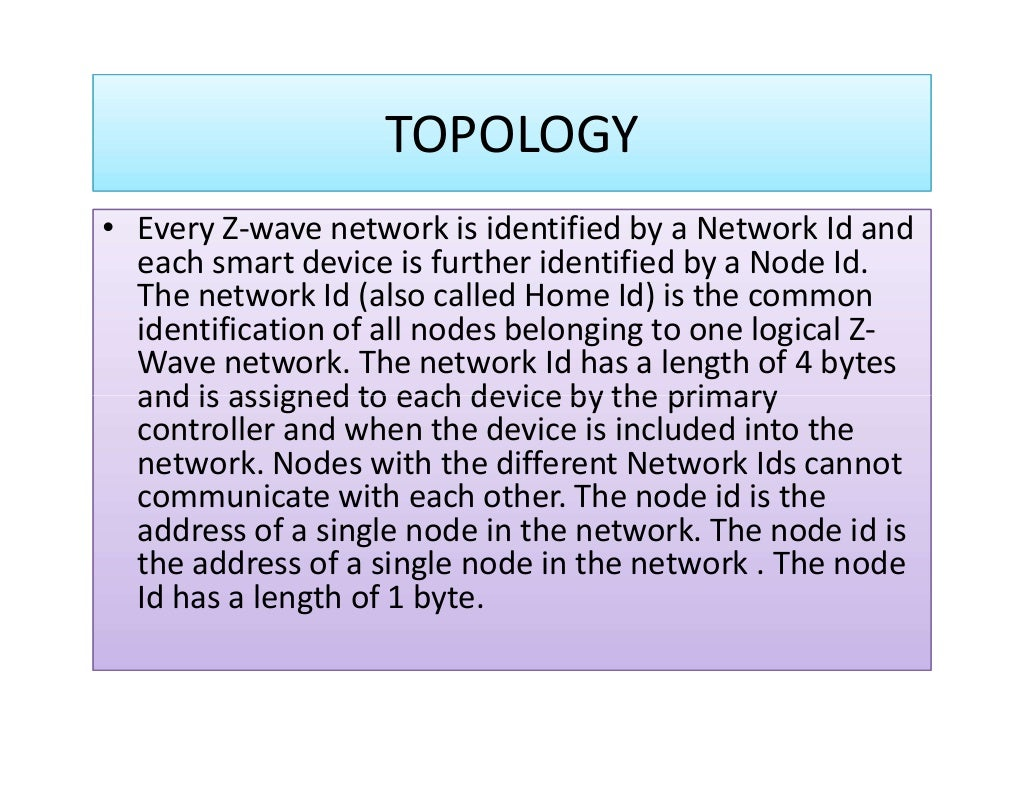 TOPOLOGY
• Every Z-wave network is identified by a Network Id and
each smart device is further identified by a Node Id.
The network Id (also called Home Id) is the common
identification of all nodes belonging to one logical Z-
Wave network. The network Id has a length of 4 bytes
and is assigned to each device by the primary
controller and when the device is included into the
network. Nodes with the different Network Ids cannot
communicate with each other. The node id is the
address of a single node in the network. The node id is
the address of a single node in the network . The node
Id has a length of 1 byte.